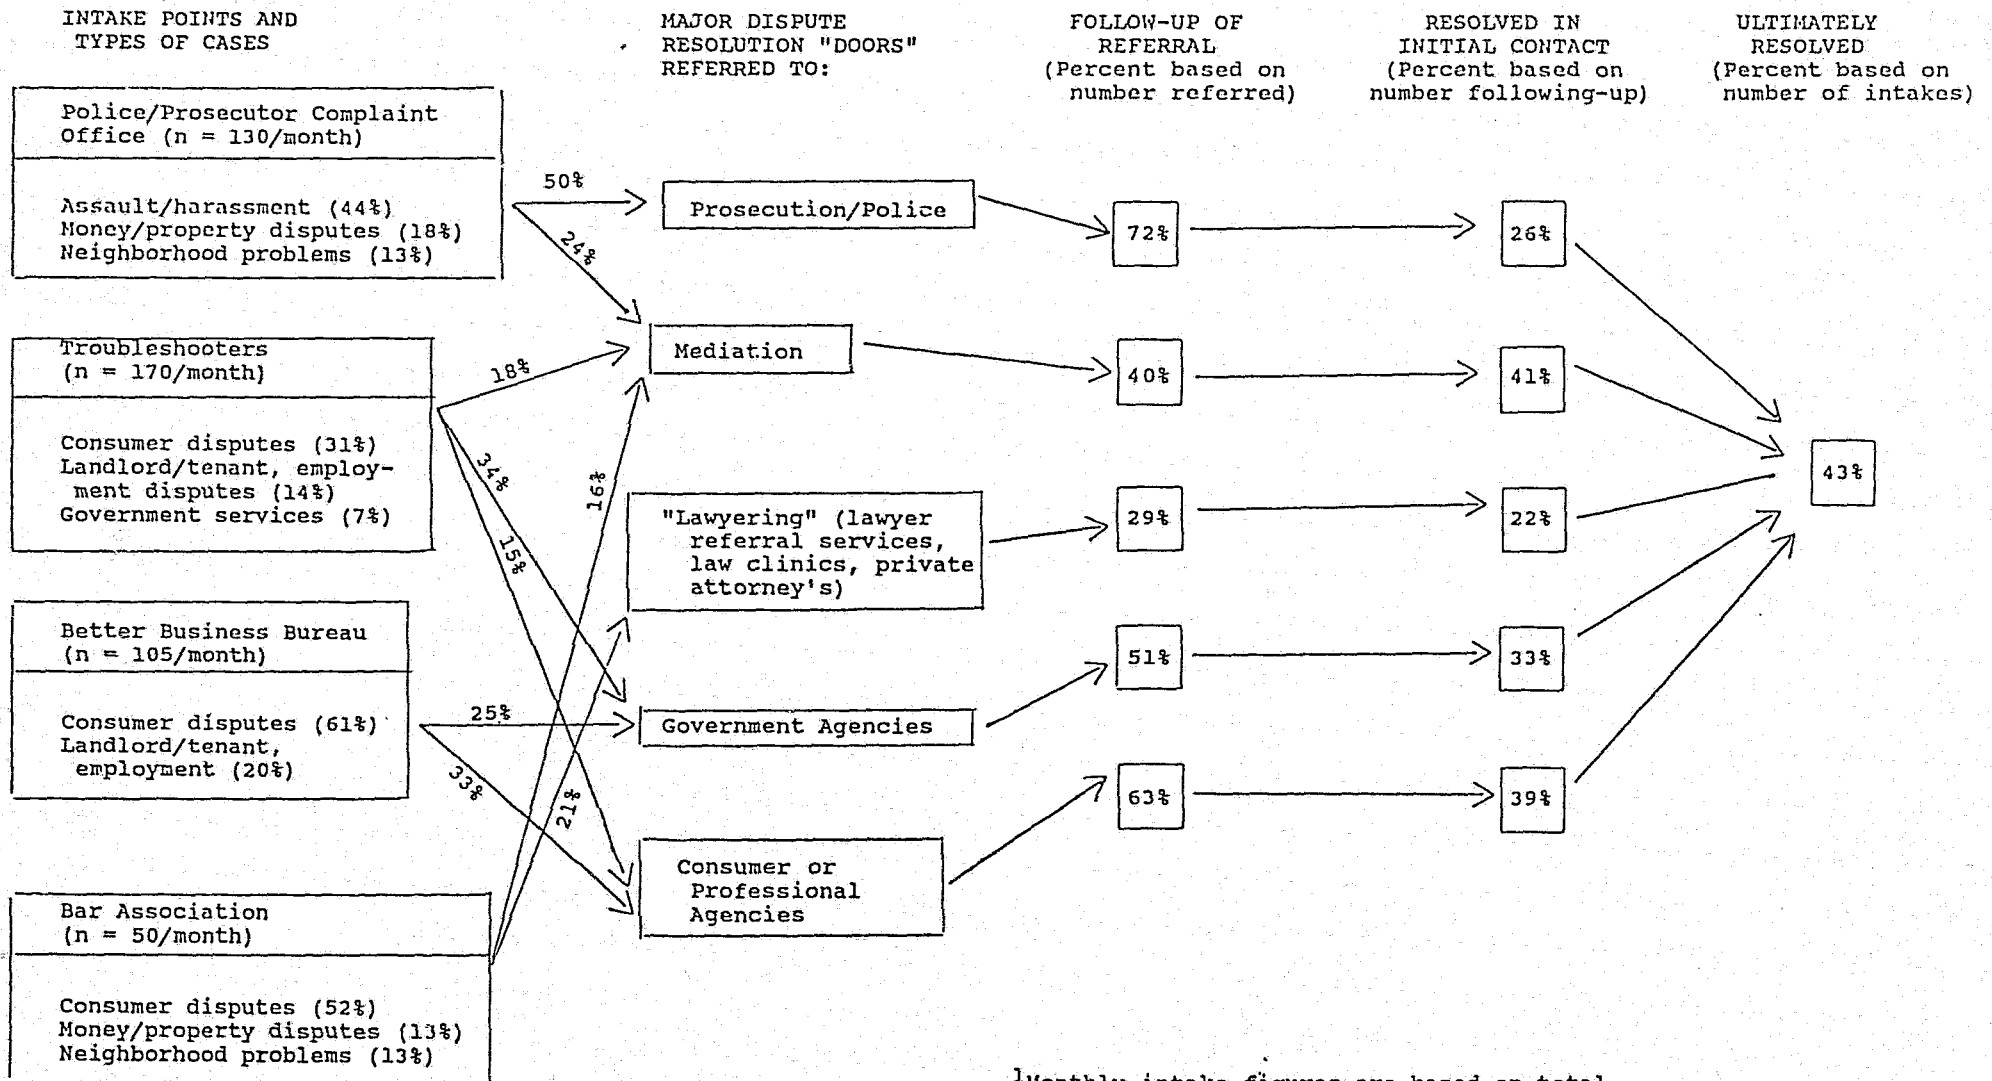 INTAKE POINTS AND
TYPES OF CASES
MAJOR DISPUTE
RESOLUTION "DOORS"
REFERRED TO:
FOLLOW-UP OF
REFERRAL
(Percent based on
number referred)
RESOLVED IN
INITIAL CONTACT
(Percent based on
number following-up)
ULTIMATELY
RESOLVED
(Percent based on
number of intakes)
Police/Prosecutor Complaint
Office (n = 130/month)
Assault/harassment (44%)
Money/property disputes (18%)
Neighborhood problems (13%)
50%
24%
Troubleshooters
(n = 170/month)
Consumer disputes (31%)
Landlord/tenant, employ-
ment disputes (14%)
Government services (7%)
18%
34%
15%
Better Business Bureau
(n = 105/month)
Consumer disputes (61%)
Landlord/tenant,
employment (20%)
25%
33%
Bar Association
(n = 50/month)
Consumer disputes (52%)
Money/property disputes (13%)
Neighborhood problems (13%)
16%
21%
Prosecution/Police
72%
26%
Mediation
40%
41%
"Lawyering" (lawyer
referral services,
law clinics, private
attorney's)
29%
22%
Government Agencies
51%
33%
Consumer or
Professional
Agencies
63%
39%
43%
1Monthly intake figures are based on total